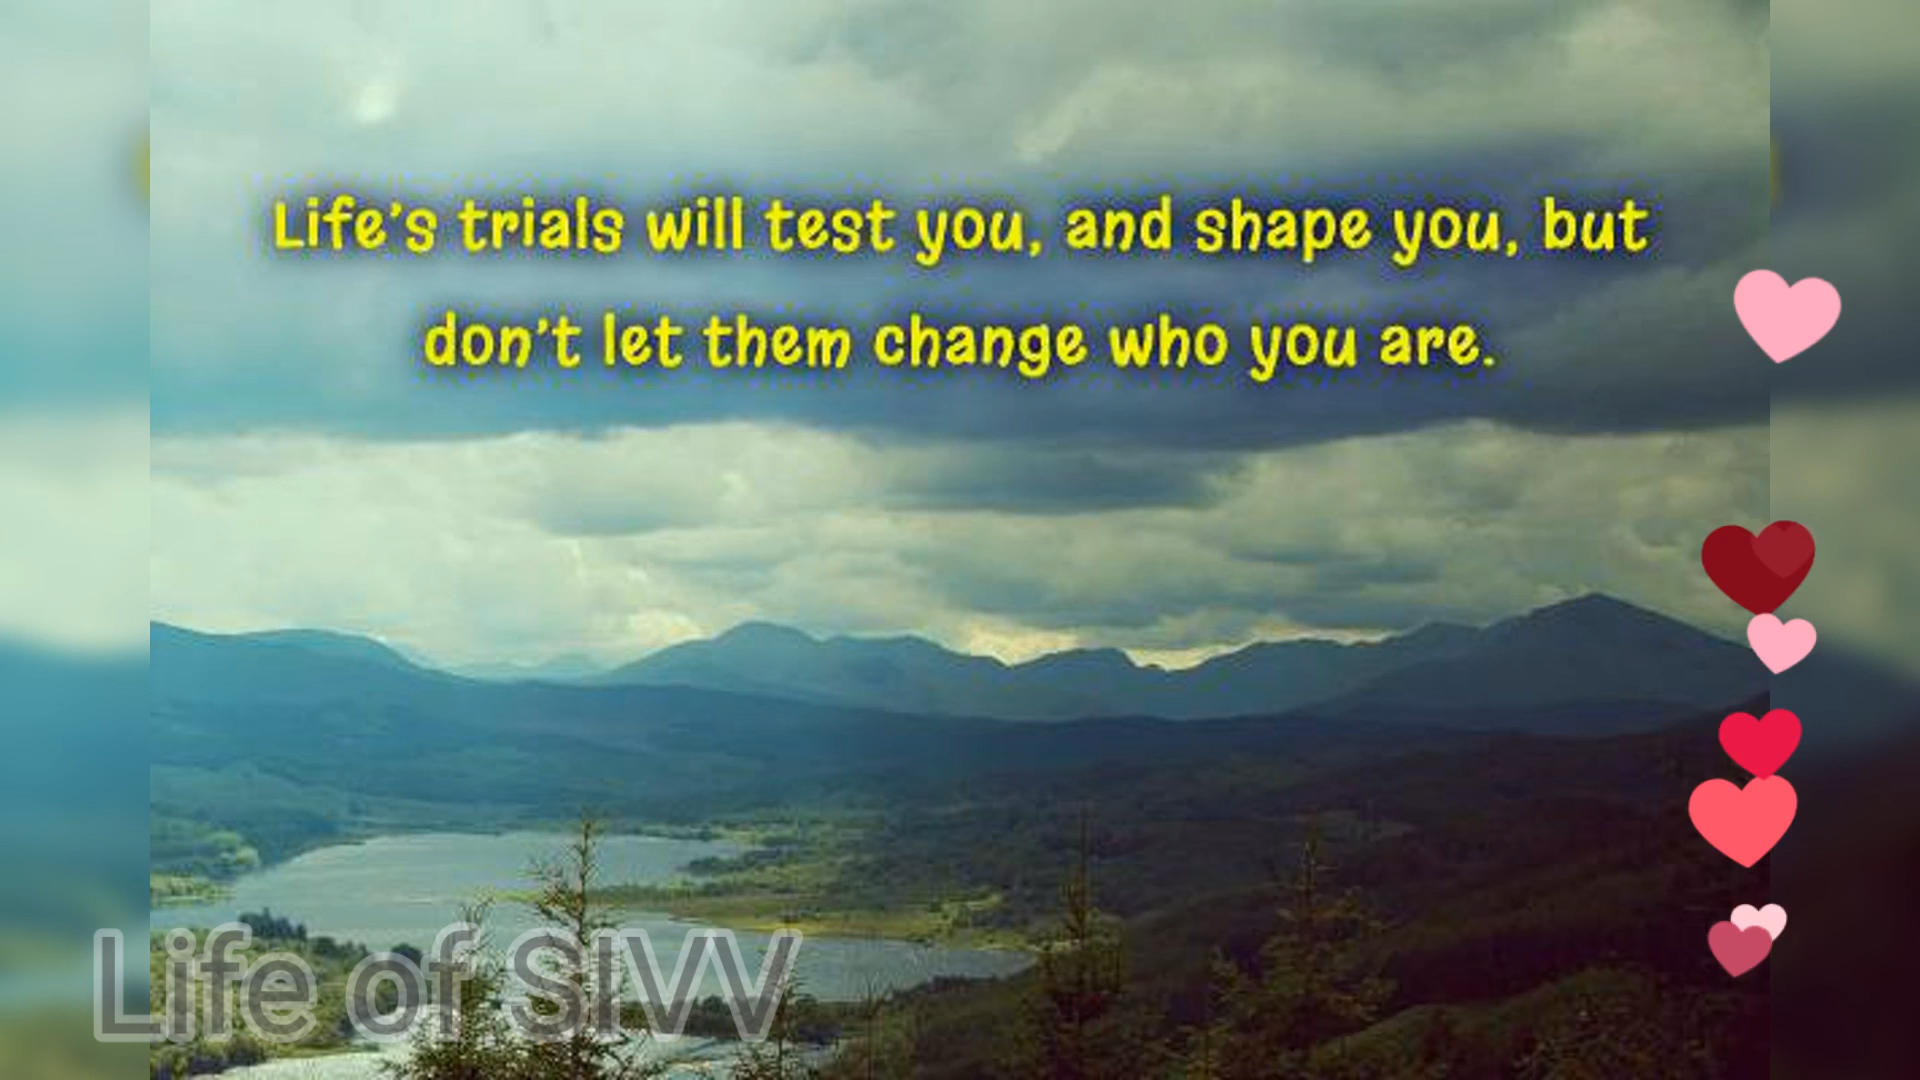 Life's trials will test you, and shape you, but
don't let them change who you are.
Life of SIVV